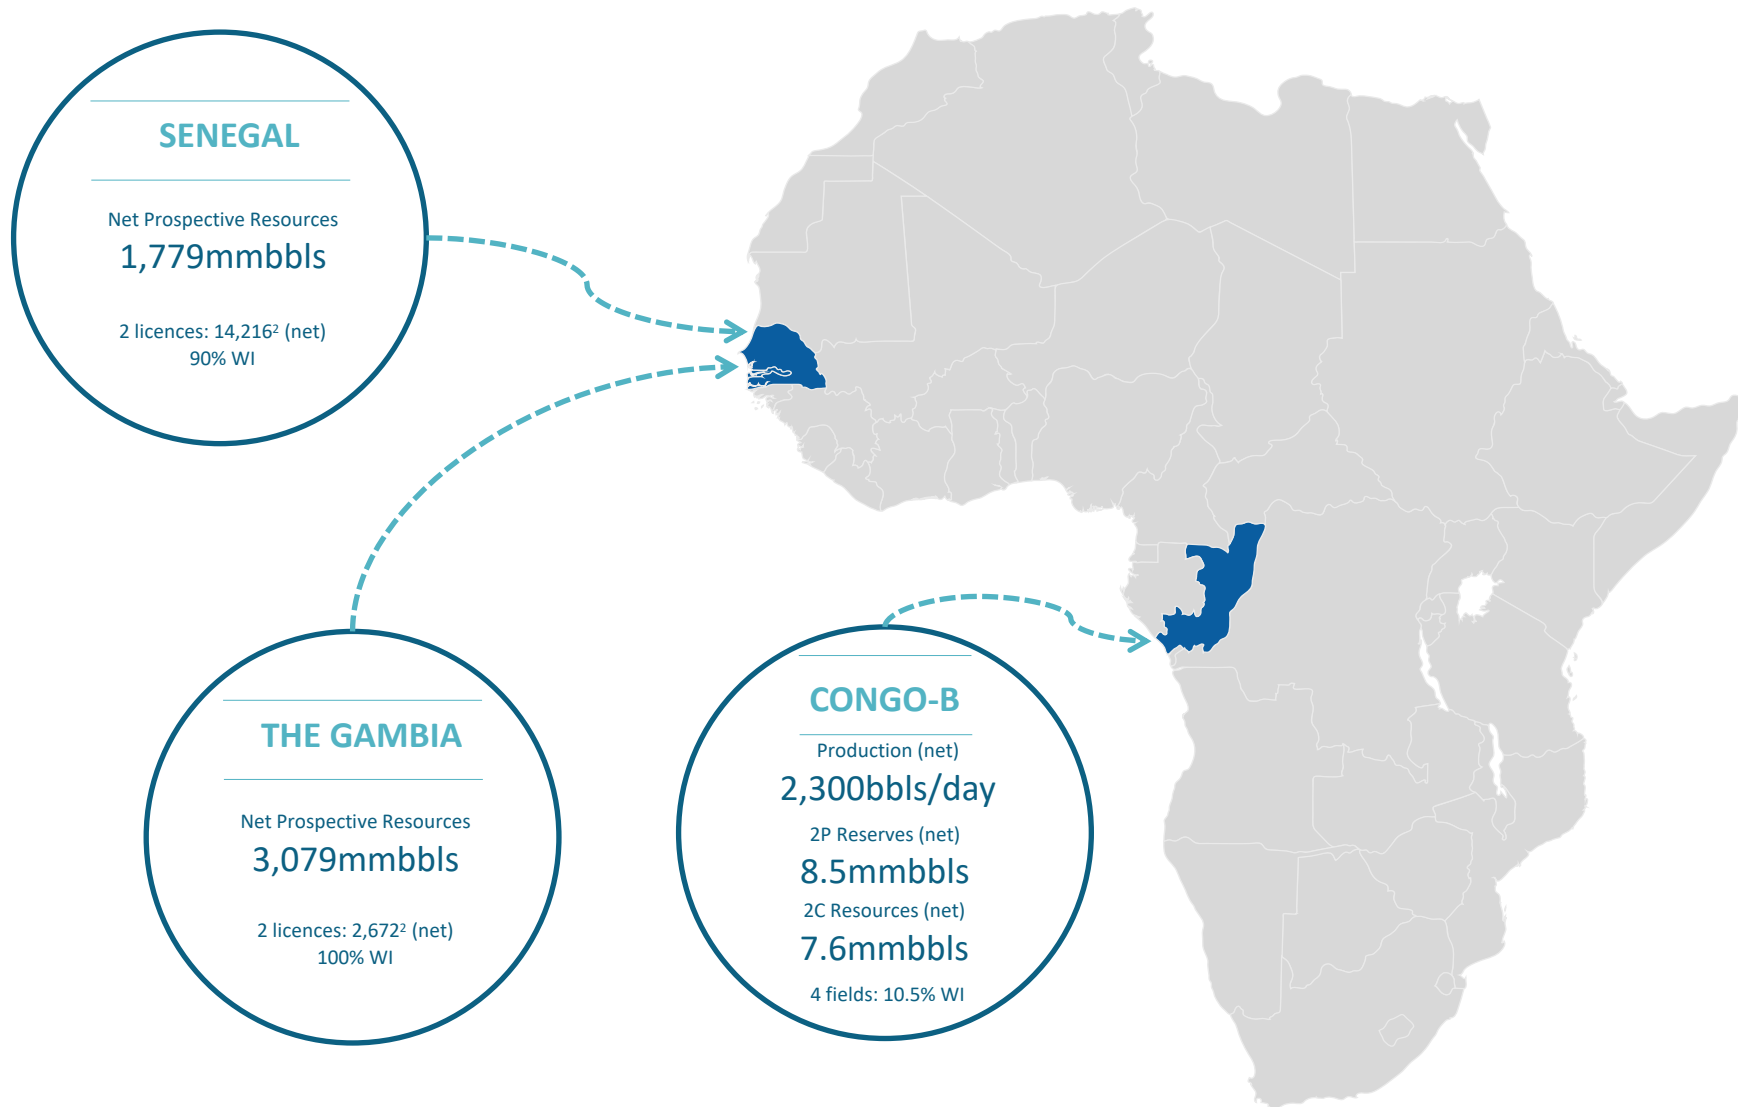 SENEGAL
Net Prospective Resources
1,779mmbbls
2 licences: 14,216² (net)
90% WI
THE GAMBIA
Net Prospective Resources
3,079mmbbls
2 licences: 2,672² (net)
100% WI
CONGO-B
Production (net)
2,300bbls/day
2P Reserves (net)
8.5mmbbls
2C Resources (net)
7.6mmbbls
4 fields: 10.5% WI